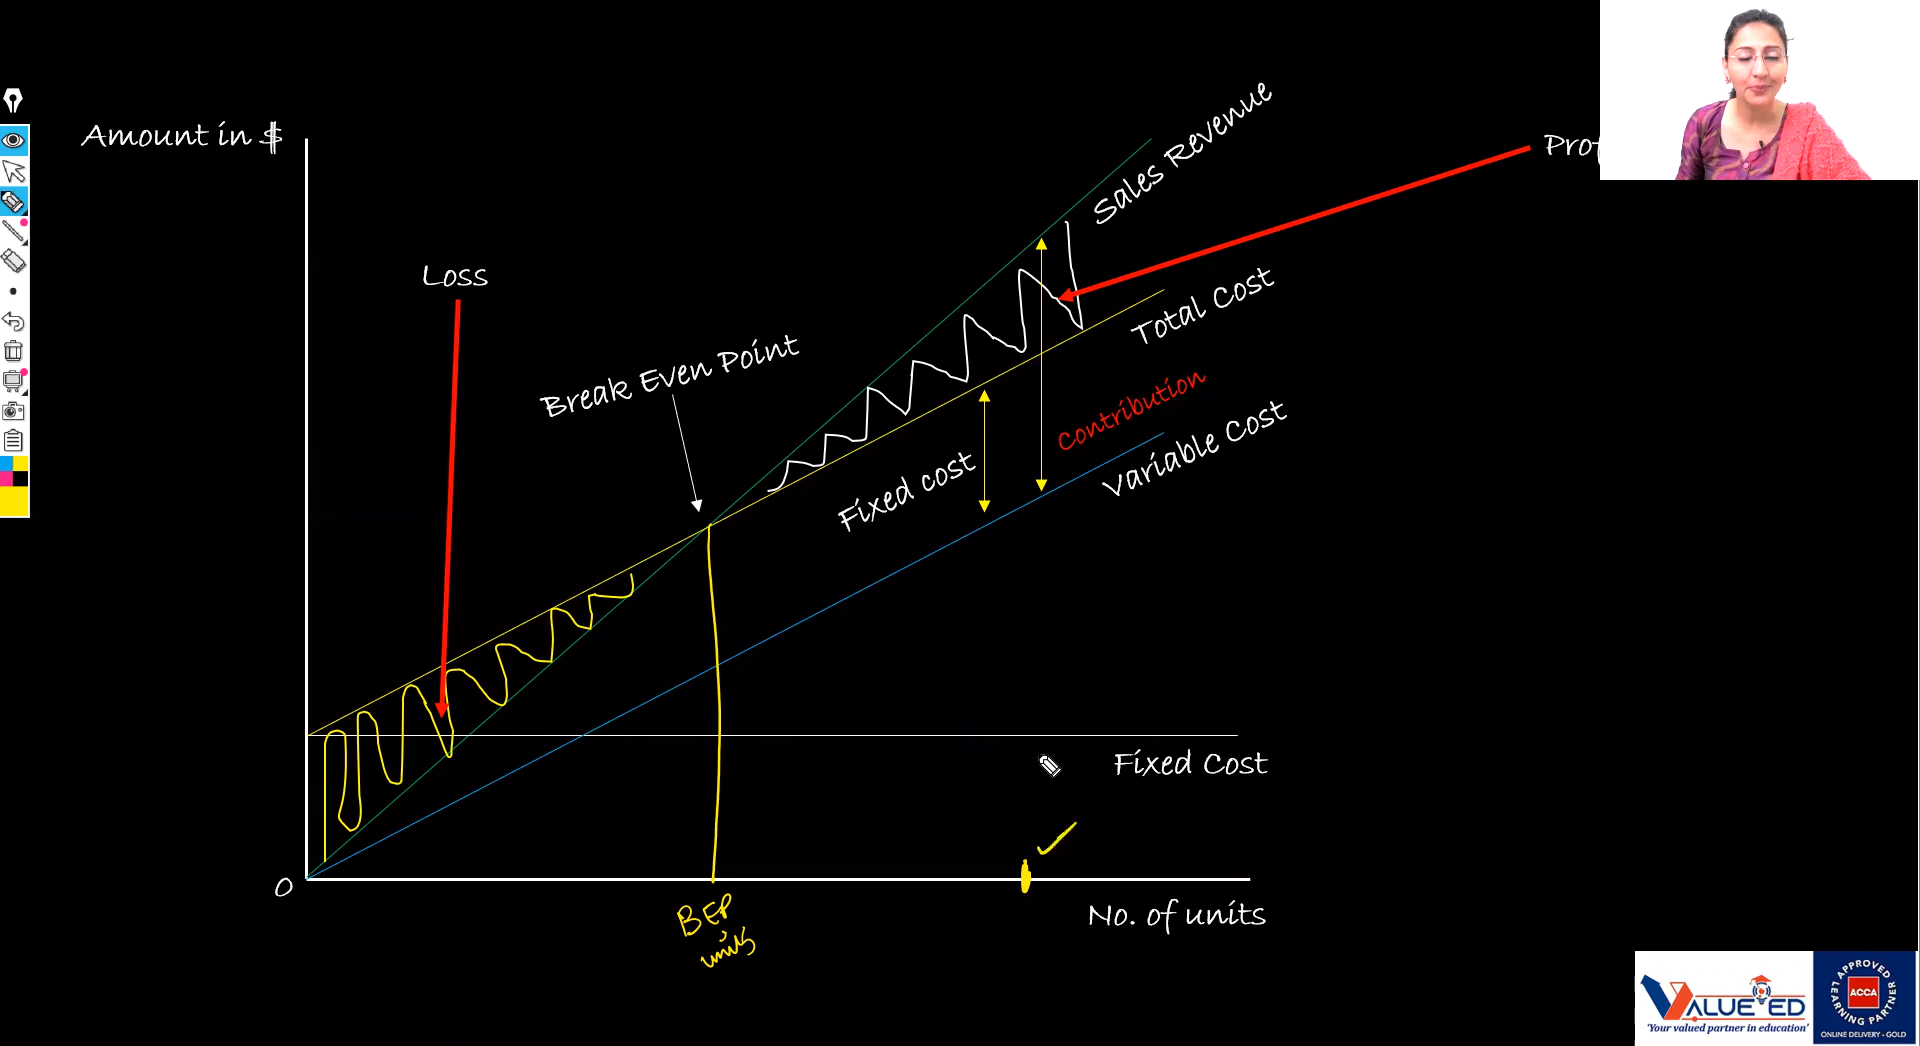 Amount in $
Sales Revenue
Loss
Total Cost
Break Even Point
Contribution
Variable Cost
Fixed cost
Fixed Cost
0
No. of units
BEP
units
VALUE-ED
'Your valued partner in education'
APPROVED
LEARNING PARTNER
ACCA
ONLINE DELIVERY - GOLD